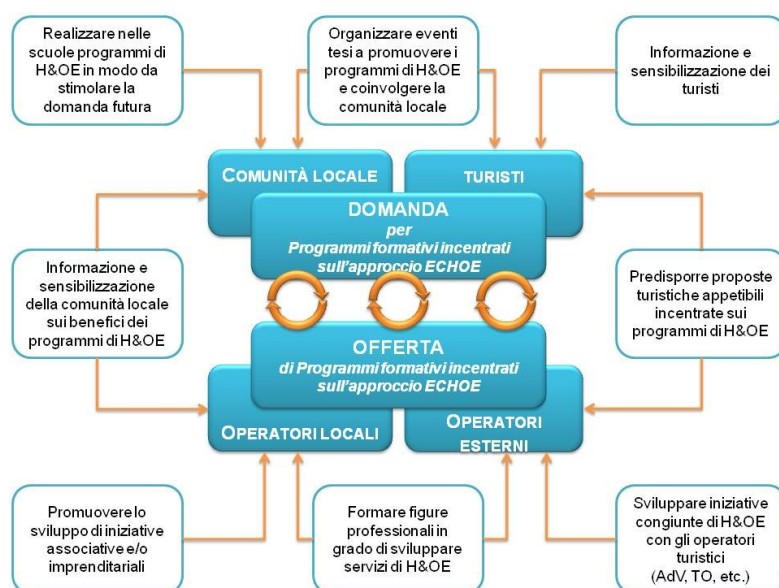 Realizzare nelle
scuole programmi di
H&OE in modo da
stimolare la
domanda futura
Organizzare eventi
tesi a promuovere i
programmi di H&OE
e coinvolgere la
comunità locale
Informazione e
sensibilizzazione dei
turisti
COMUNITÀ LOCALE
TURISTI
DOMANDA
per
Programmi formativi incentrati
sull'approccio ECHOE
Informazione e
sensibilizzazione
della comunità locale
sui benefici dei
programmi di H&OE
Predisporre proposte
turistiche appetibili
incentrate sui
programmi di H&OE
OFFERTA
di Programmi formativi incentrati
sull'approccio ECHOE
OPERATORI LOCALI
OPERATORI
ESTERNI
Promuovere lo
sviluppo di iniziative
associative e/o
imprenditariali
Formare figure
professionali in
grado di sviluppare
servizi di H&OE
Sviluppare iniziative
congiunte di H&OE
con gli operatori
turistici
(AdV, TO, etc.)